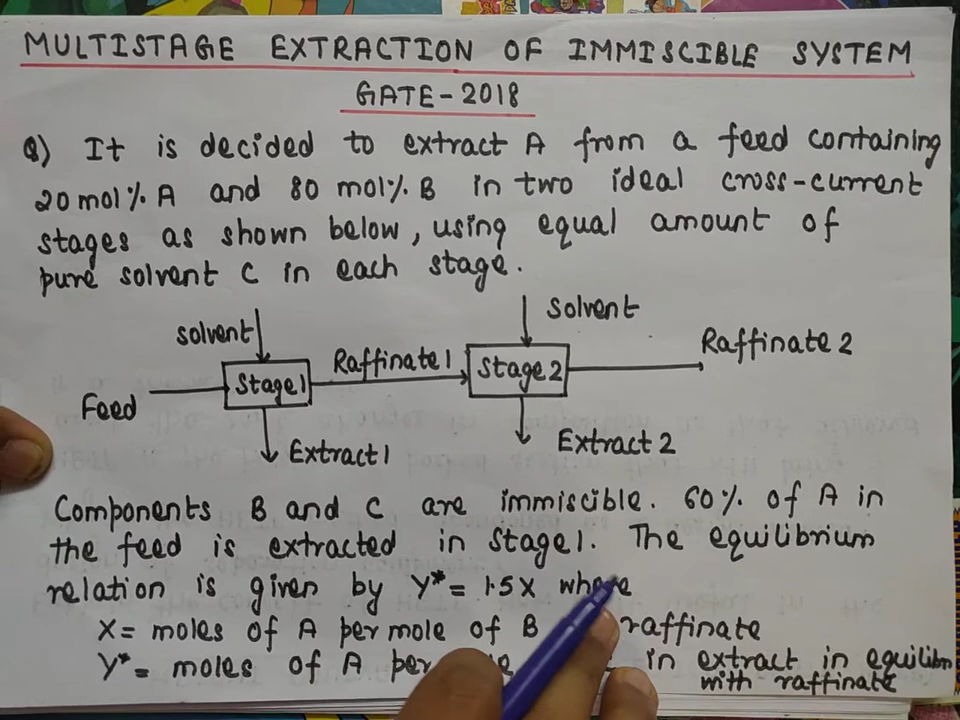 MULTISTAGE EXTRACTION OF IMMISCIBLE SYSTEM
GATE-2018
Q) It is decided to extract A from a feed containing
20 mol% A and 80 mol% B in two ideal cross-current
stages as shown below, using equal amount of
pure solvent C in each stage.
Solvent
Solvent
Raffinate 1
Raffinate 2
Stage 1
Stage 2
Feed
Extract 1
Extract 2
Components B and C are immiscible. 60% of A in
the feed is extracted in stage 1. The equilibrium
relation is given by Y* = 1.5X where
X = moles of A per mole of B raffinate
Y* = moles of A per in extract in equilibm
with raffinate